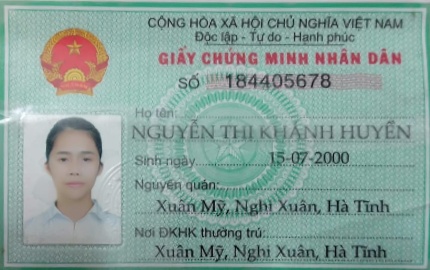 CỘNG HÒA XÃ HỘI CHỦ NGHĨA VIỆT NAM
Độc lập - Tự do - Hạnh phúc
GIẤY CHỨNG MINH NHÂN DÂN
SỐ 184405678
Họ tên:
NGUYỄN THỊ KHÁNH HUYỀN
Sinh ngày 15-07-2000
Nguyên quán:
Xuân Mỹ, Nghi Xuân, Hà Tĩnh
Nơi ĐKHK thường trú:
Xuân Mỹ, Nghi Xuân, Hà Tĩnh